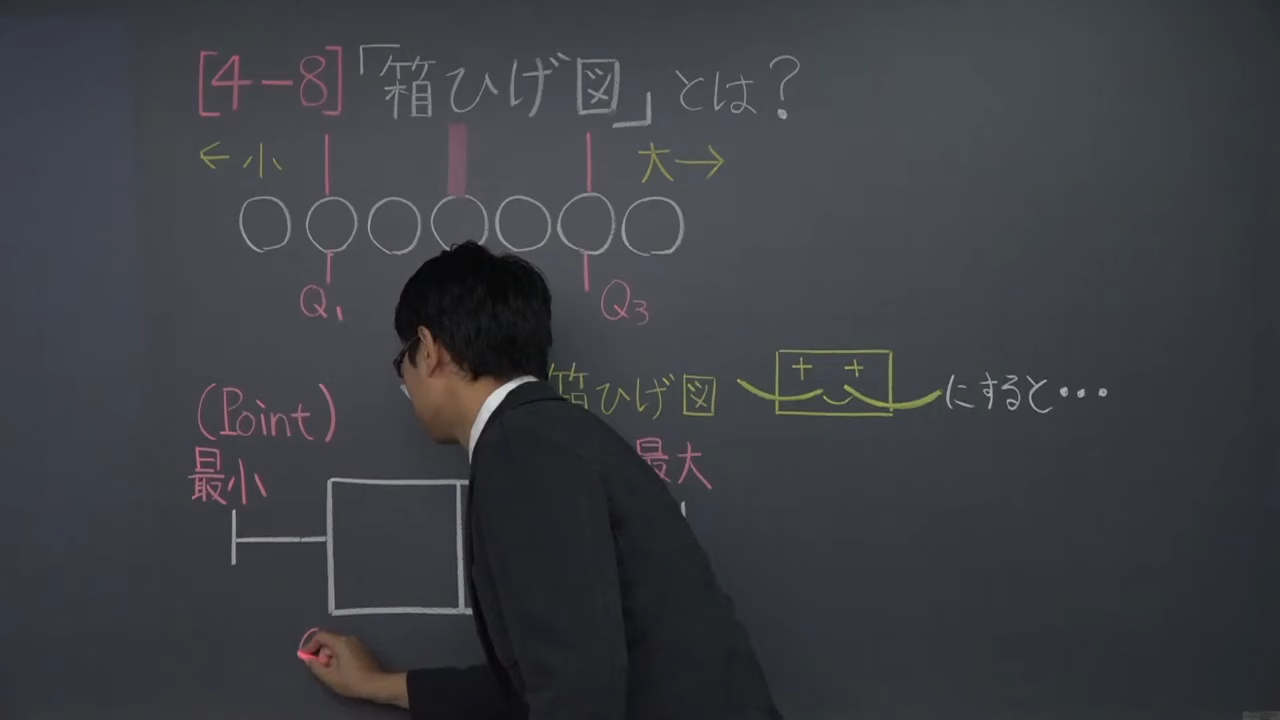 [4-8]「箱ひげ図」とは?
←小 大→
Q₁ Q₃
箱ひげ図 にすると・・・
(Point)
最小 最大